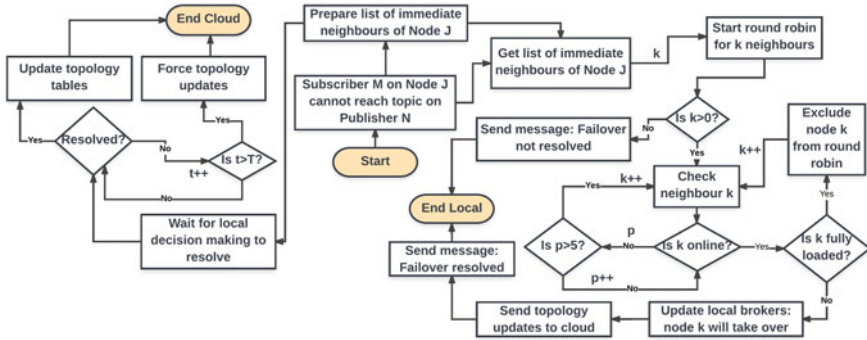 End Cloud
Prepare list of immediate
neighbours of Node J
Start round robin
for k neighbours
Get list of immediate
neighbours of Node J
k
Update topology
tables
Force topology
updates
Subscriber M on Node J
cannot reach topic on
Publisher N
Yes
Yes
Resolved?
No
Is t>T?
t++
No
Start
Send message: Failover
not resolved
No
Is k>0?
Yes
Exclude
node k
from round
robin
k++
k++
Yes
Check
neighbour k
Yes
End Local
Wait for local
decision making to
resolve
Send message:
Failover resolved
Is p>5?
p
No
Is k online?
Yes
Is k fully
loaded?
p++
No
No
Send topology
updates to cloud
Update local brokers:
node k will take over